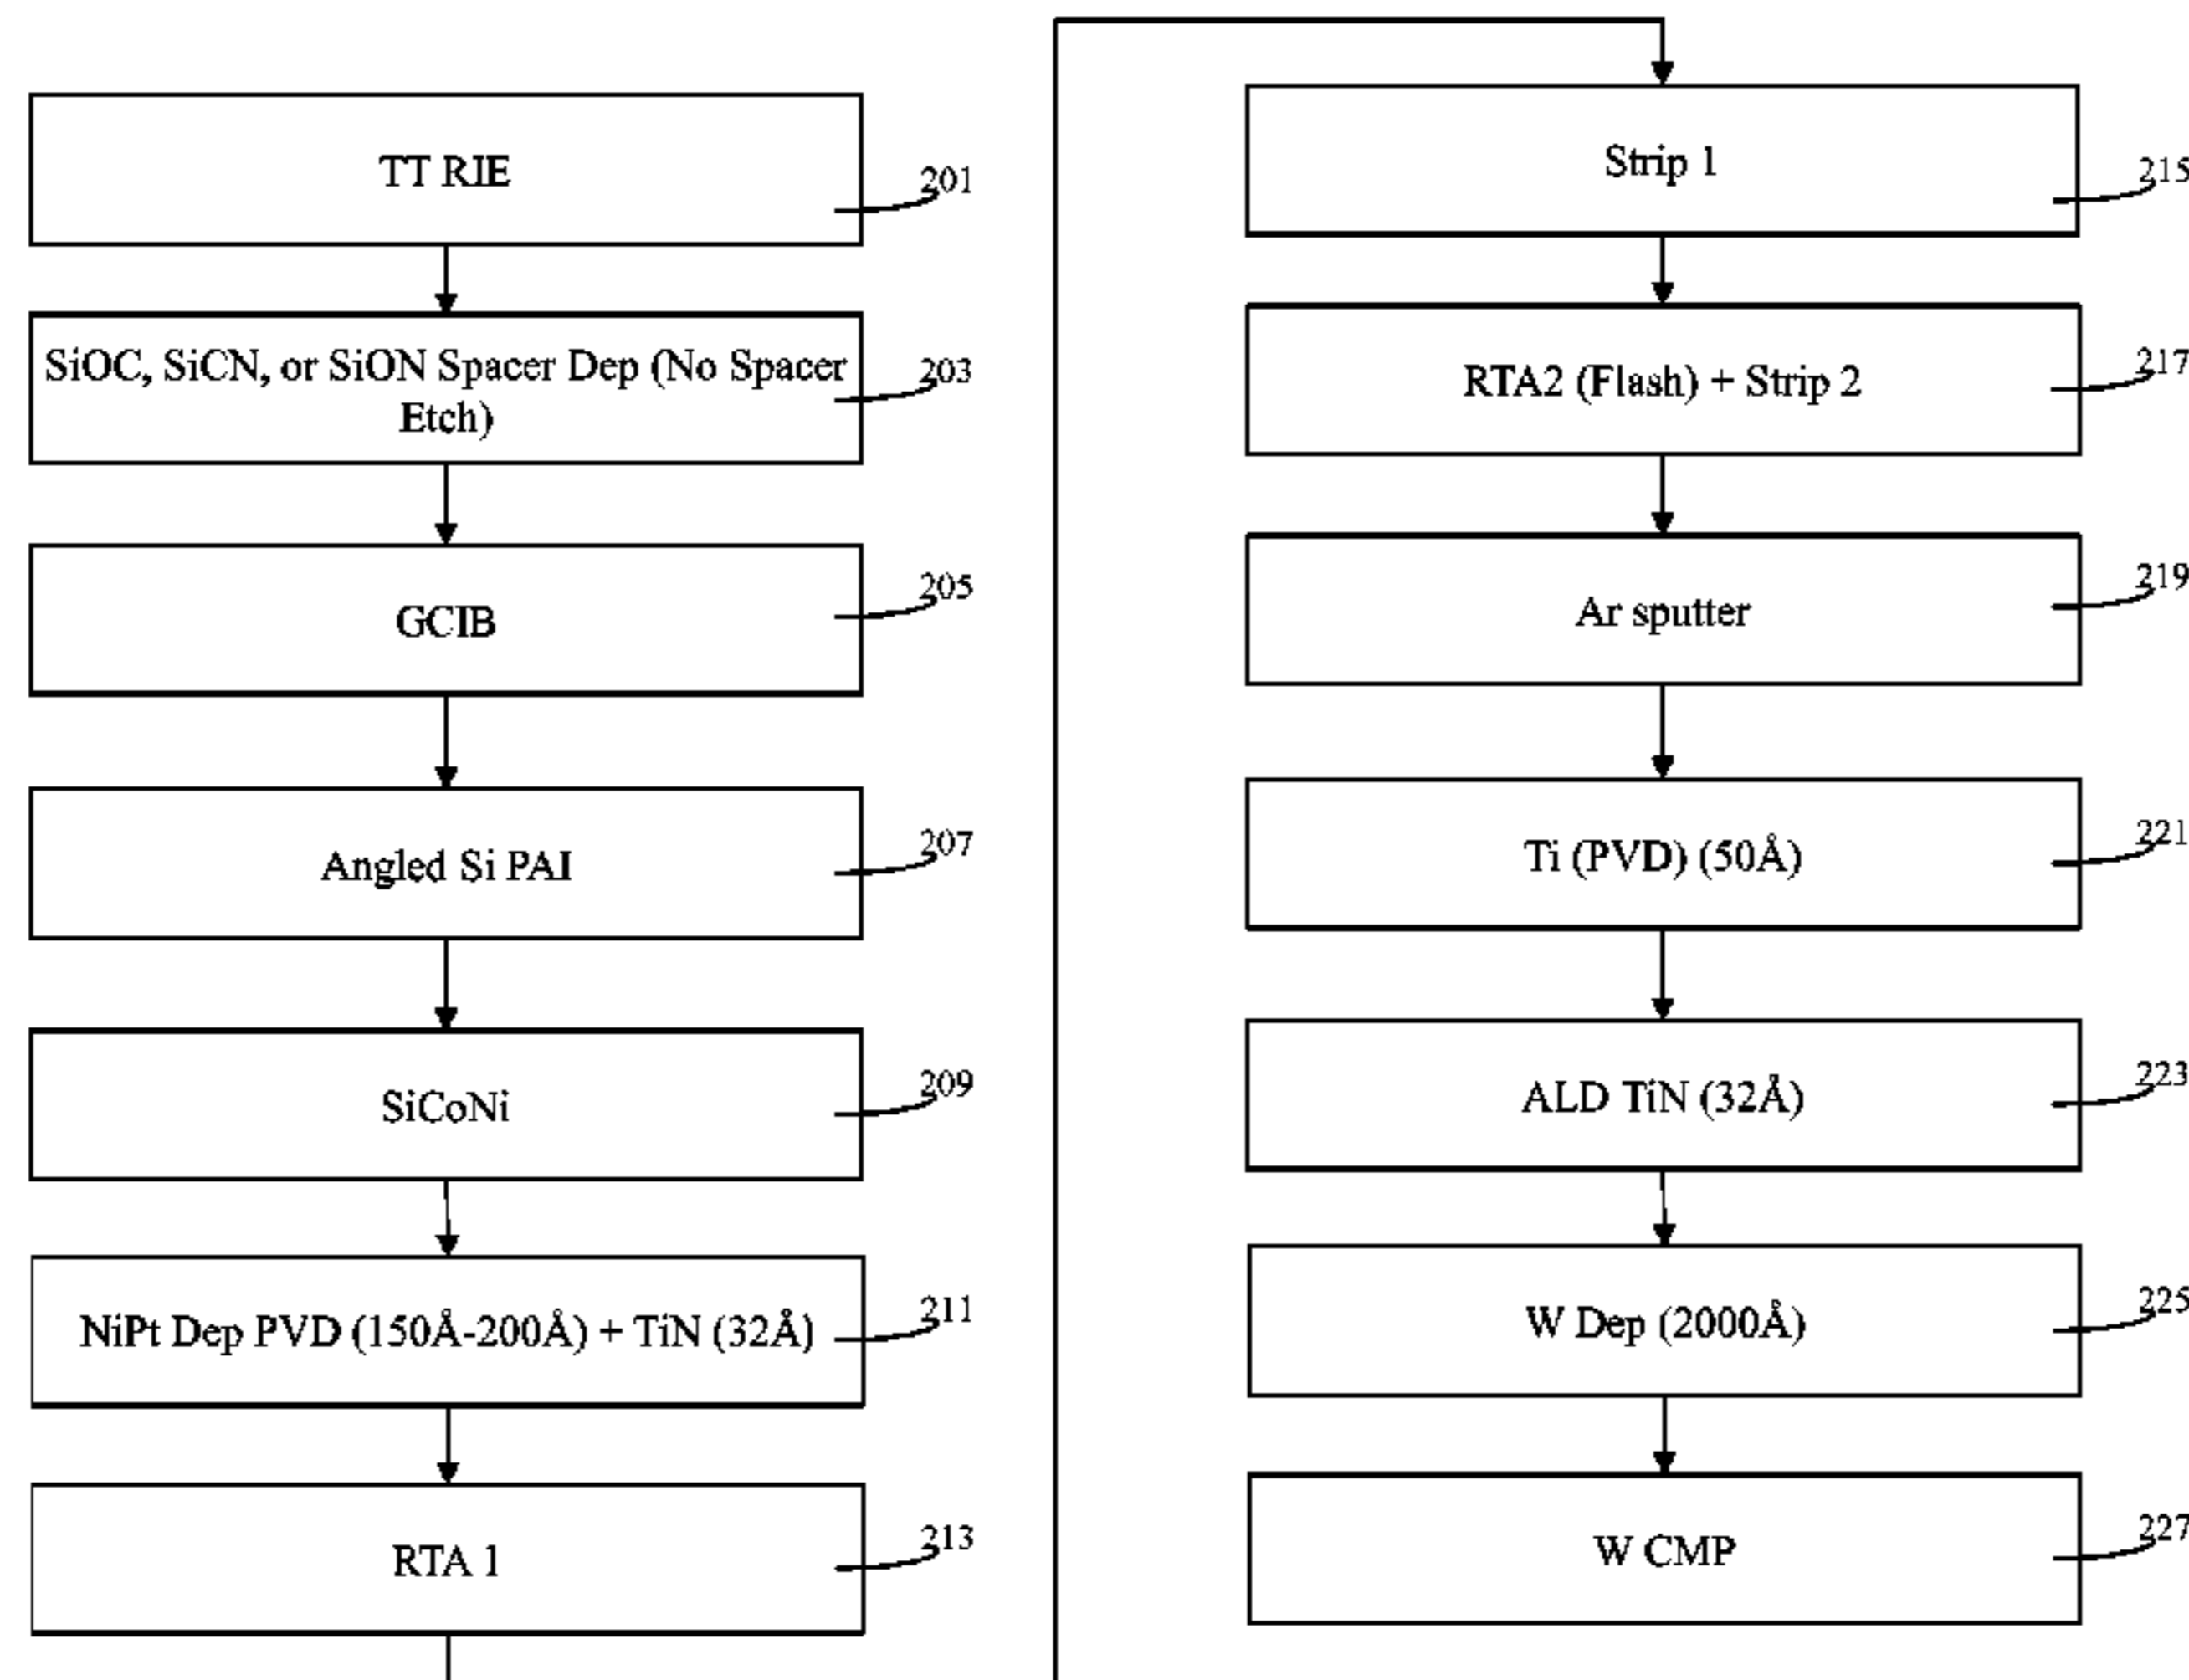 TT RIE
201
SiOC, SiCN, or SiON Spacer Dep (No Spacer
Etch)
203
GCIB
205
Angled Si PAI
207
SiCoNi
209
NiPt Dep PVD (150Å-200Å) + TiN (32Å)
211
RTA 1
213
Strip 1
215
RTA2 (Flash) + Strip 2
217
Ar sputter
219
Ti (PVD) (50Å)
221
ALD TiN (32Å)
223
W Dep (2000Å)
225
W CMP
227